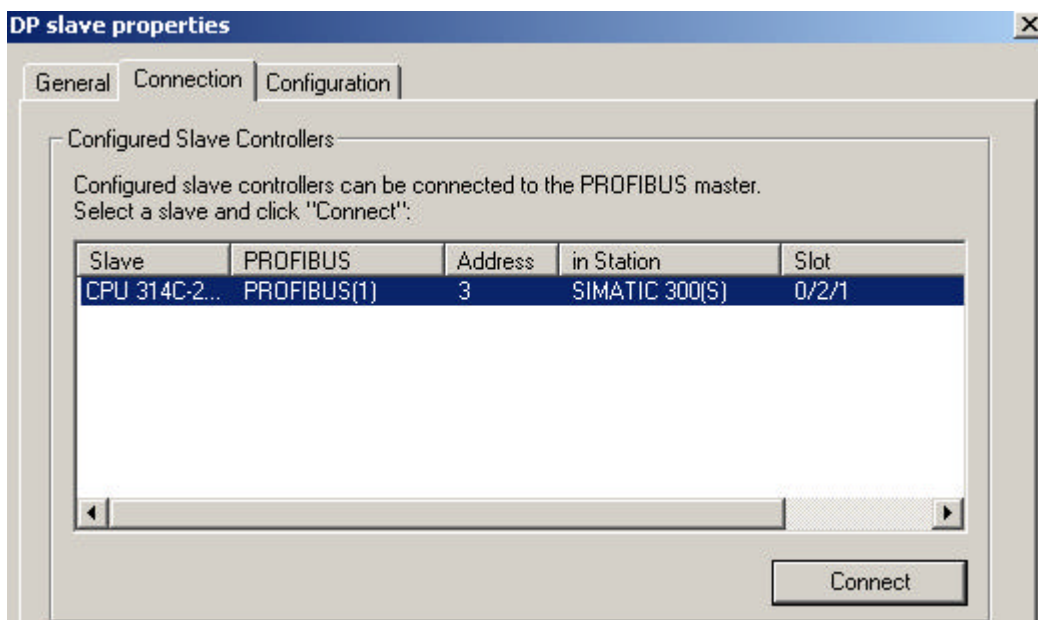 DP slave properties
General Connection Configuration
Configured Slave Controllers
Configured slave controllers can be connected to the PROFIBUS master.
Select a slave and click "Connect":
Slave PROFIBUS Address in Station Slot
CPU 314C-2... PROFIBUS(1) 3 SIMATIC 300(S) 0/2/1
Connect